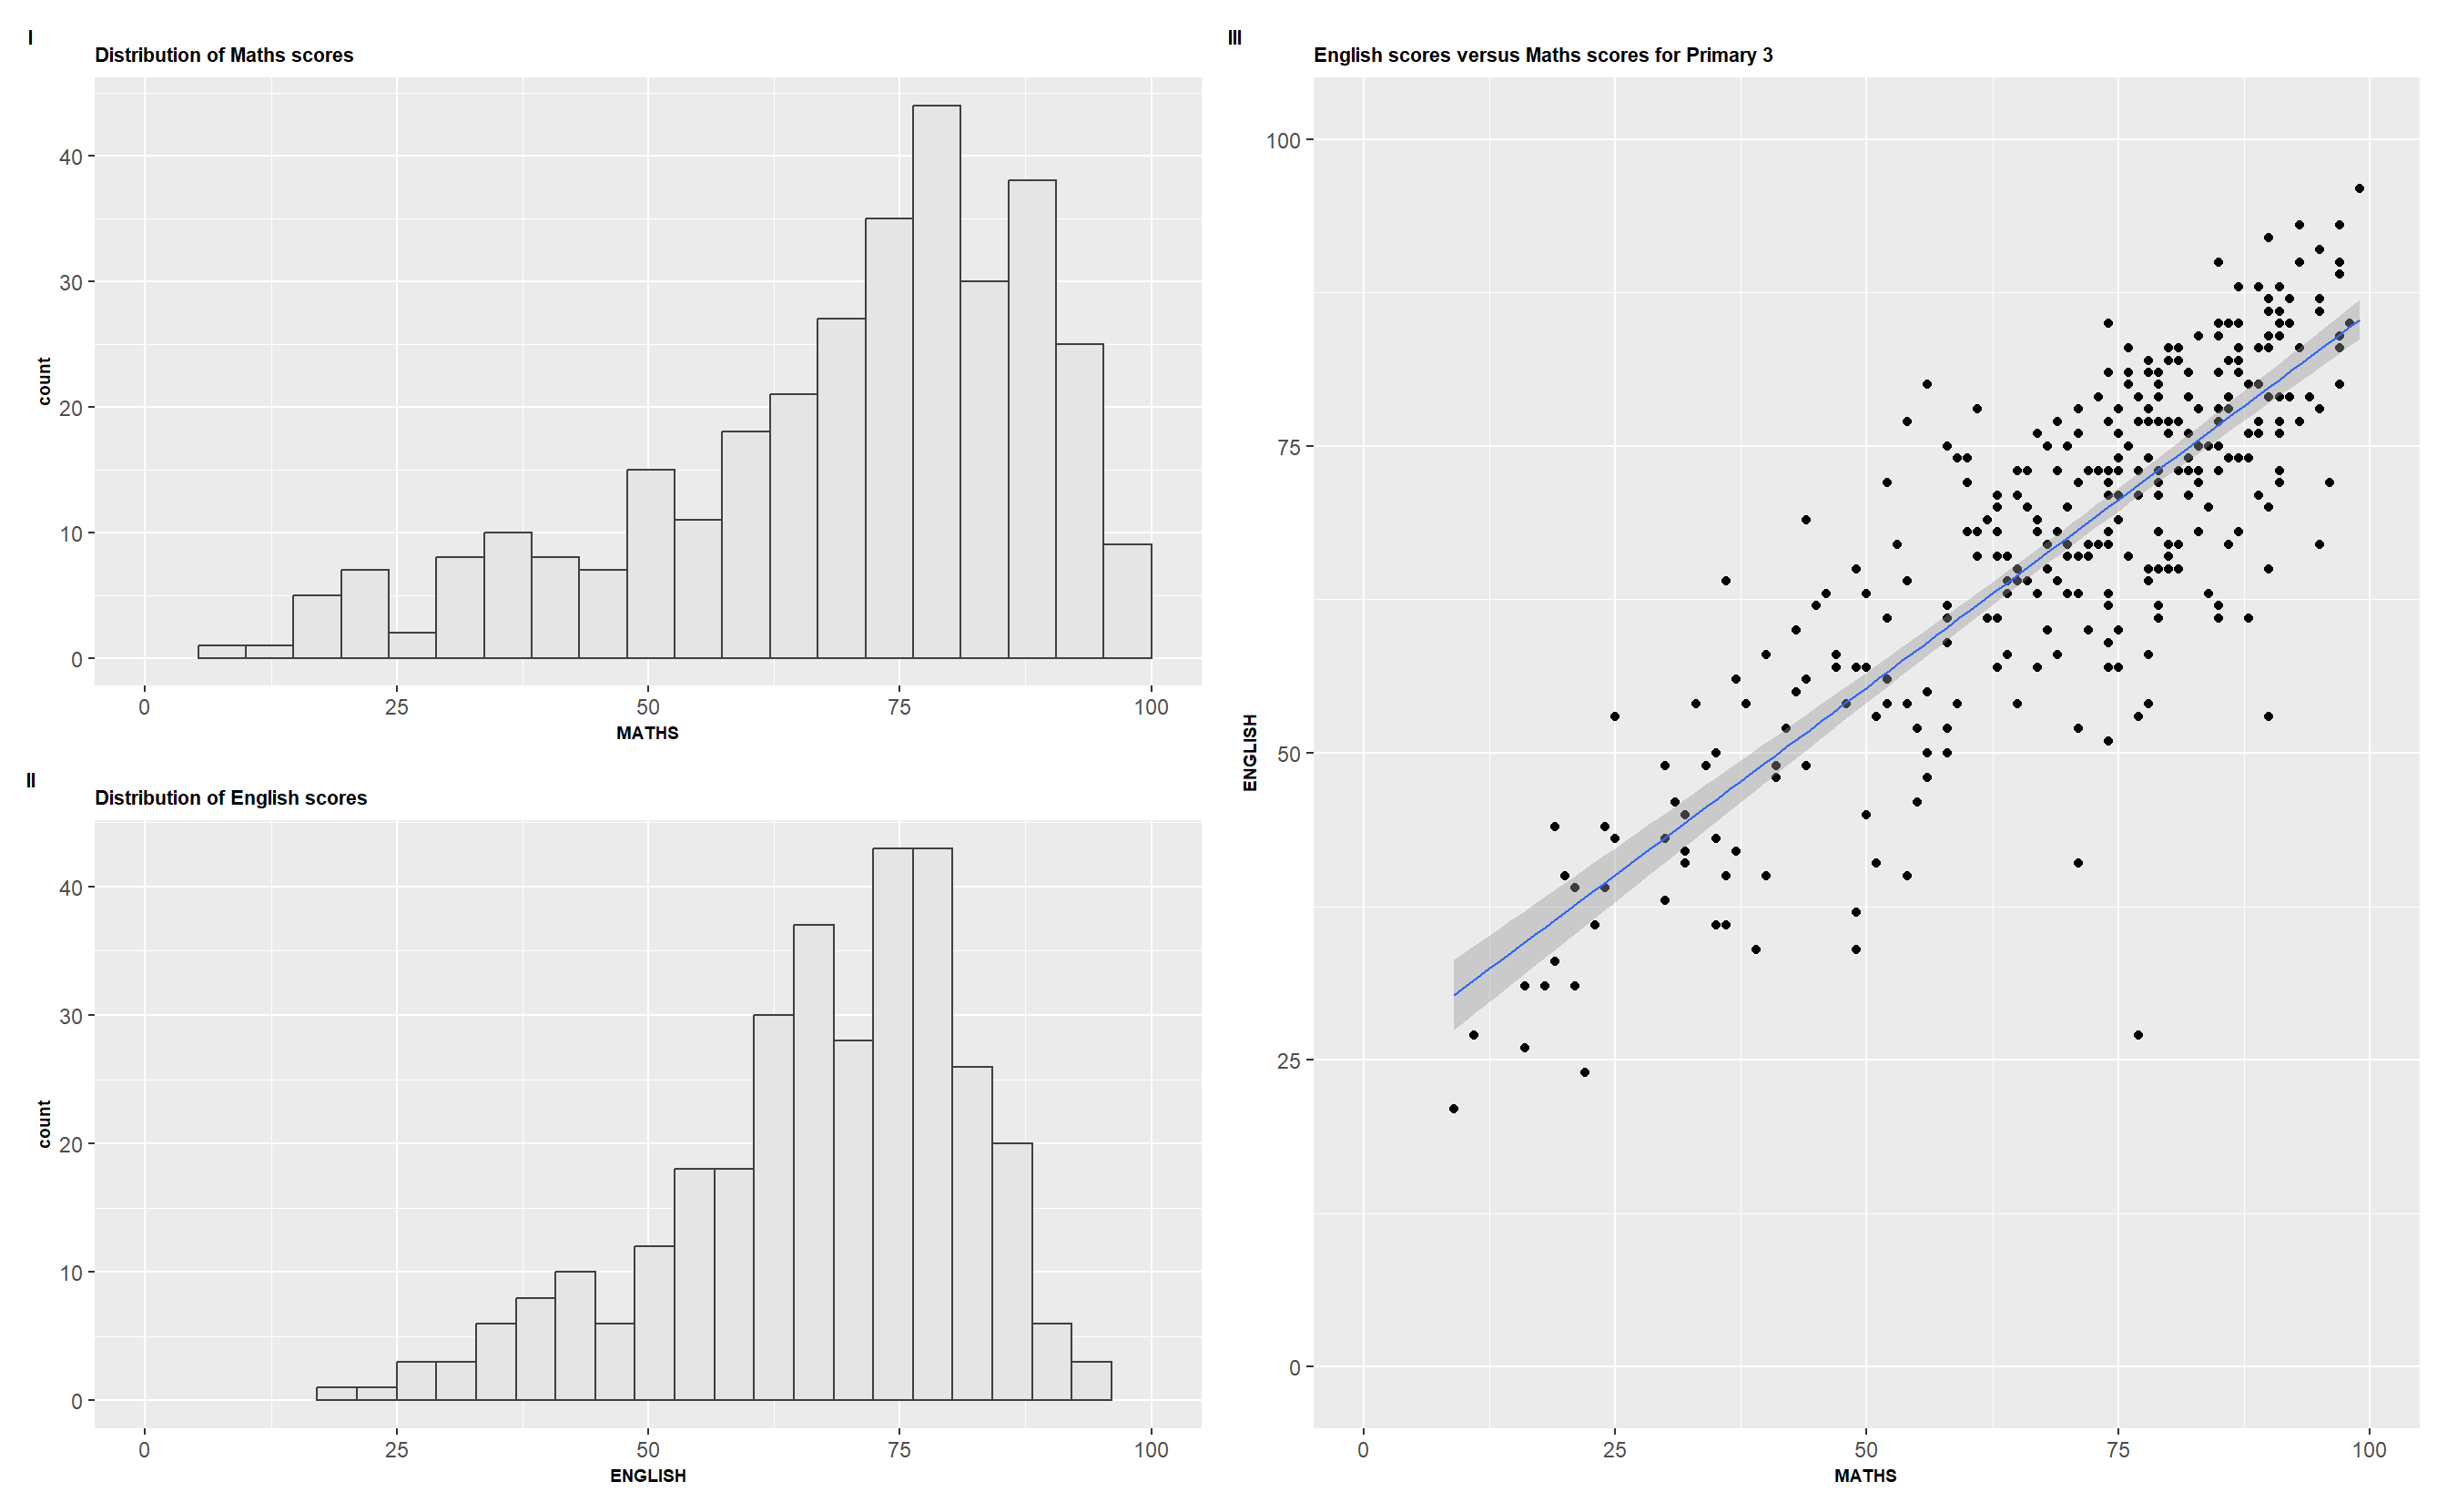 I
Distribution of Maths scores
count
40
30
20
10
0
0 25 50 75 100
MATHS
II
Distribution of English scores
count
40
30
20
10
0
0 25 50 75 100
ENGLISH
III
English scores versus Maths scores for Primary 3
ENGLISH
100
75
50
25
0
0 25 50 75 100
MATHS